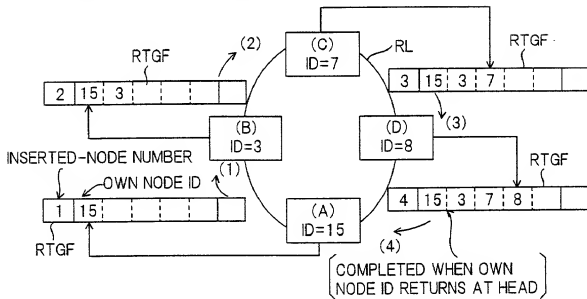 (2)
RTGF
2 15 3
(C)
ID=7
RL
RTGF
3 15 3 7
(3)
(B)
ID=3
(D)
ID=8
INSERTED-NODE NUMBER
OWN NODE ID
(1)
1 15
RTGF
(A)
ID=15
RTGF
4 15 3 7 8
(4)
COMPLETED WHEN OWN
NODE ID RETURNS AT HEAD